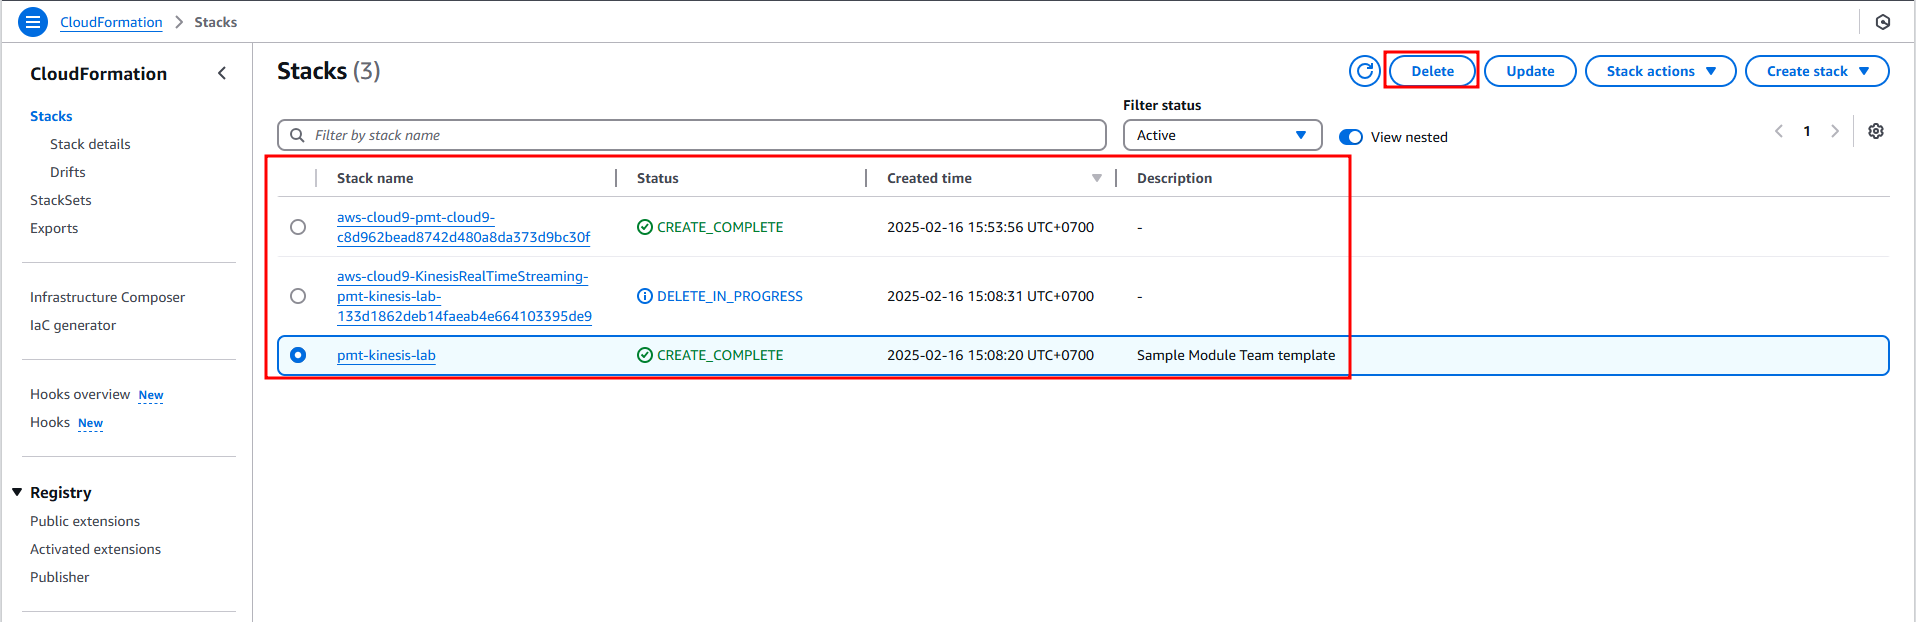 CloudFormation > Stacks
CloudFormation
Stacks
Stack details
Drifts
StackSets
Exports
Infrastructure Composer
IaC generator
Hooks overview New
Hooks New
Registry
Public extensions
Activated extensions
Publisher
Stacks (3)
Delete
Update
Stack actions
Create stack
Filter status
Filter by stack name
Active
View nested
1
Stack name Status Created time Description
aws-cloud9-pmt-cloud9-
c8d962bead8742d480a8da373d9bc30f
CREATE_COMPLETE
2025-02-16 15:53:56 UTC+0700
-
aws-cloud9-KinesisRealTimeStreaming-
pmt-kinesis-lab-
133d1862deb14faeab4e664103395de9
DELETE_IN_PROGRESS
2025-02-16 15:08:31 UTC+0700
-
pmt-kinesis-lab
CREATE_COMPLETE
2025-02-16 15:08:20 UTC+0700
Sample Module Team template